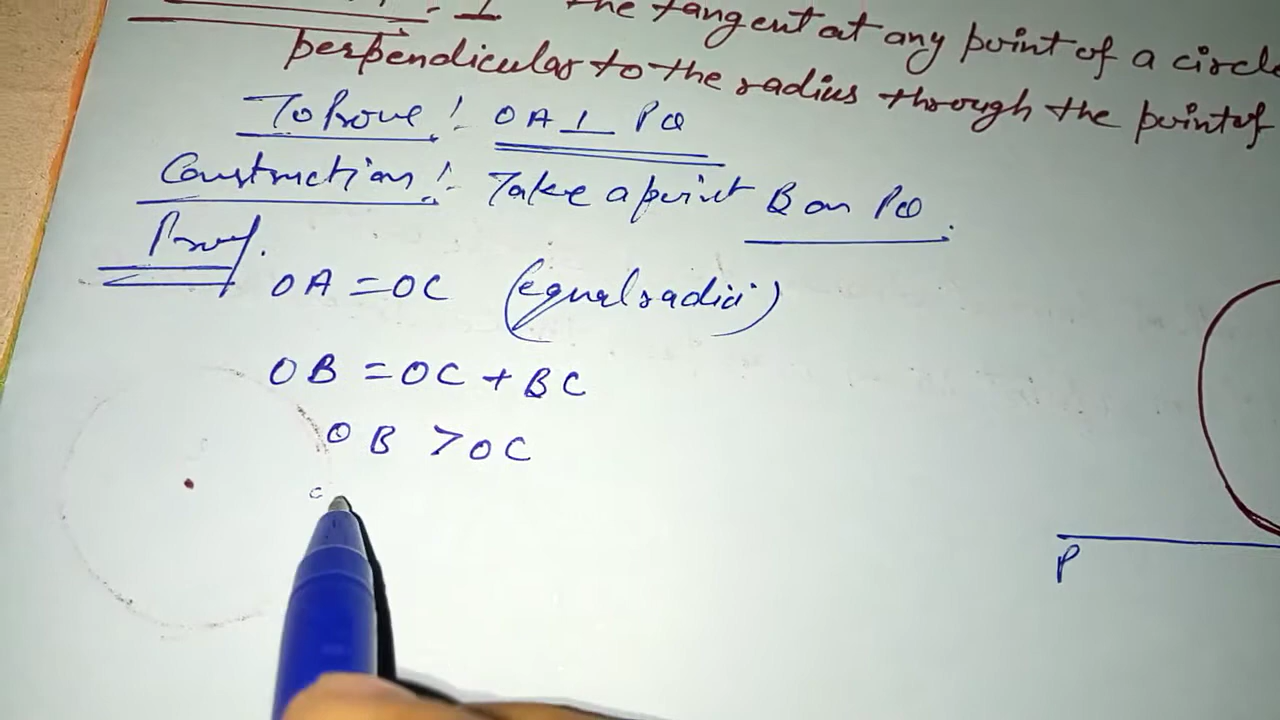 - 1 The tangent at any point of a circle
perpendicular to the radius through the point of
To Prove :- OA ⊥ PQ
Construction :- Take a point B on PQ.
Proof.
OA = OC (equal radii)
OB = OC + BC
OB > OC
c
P